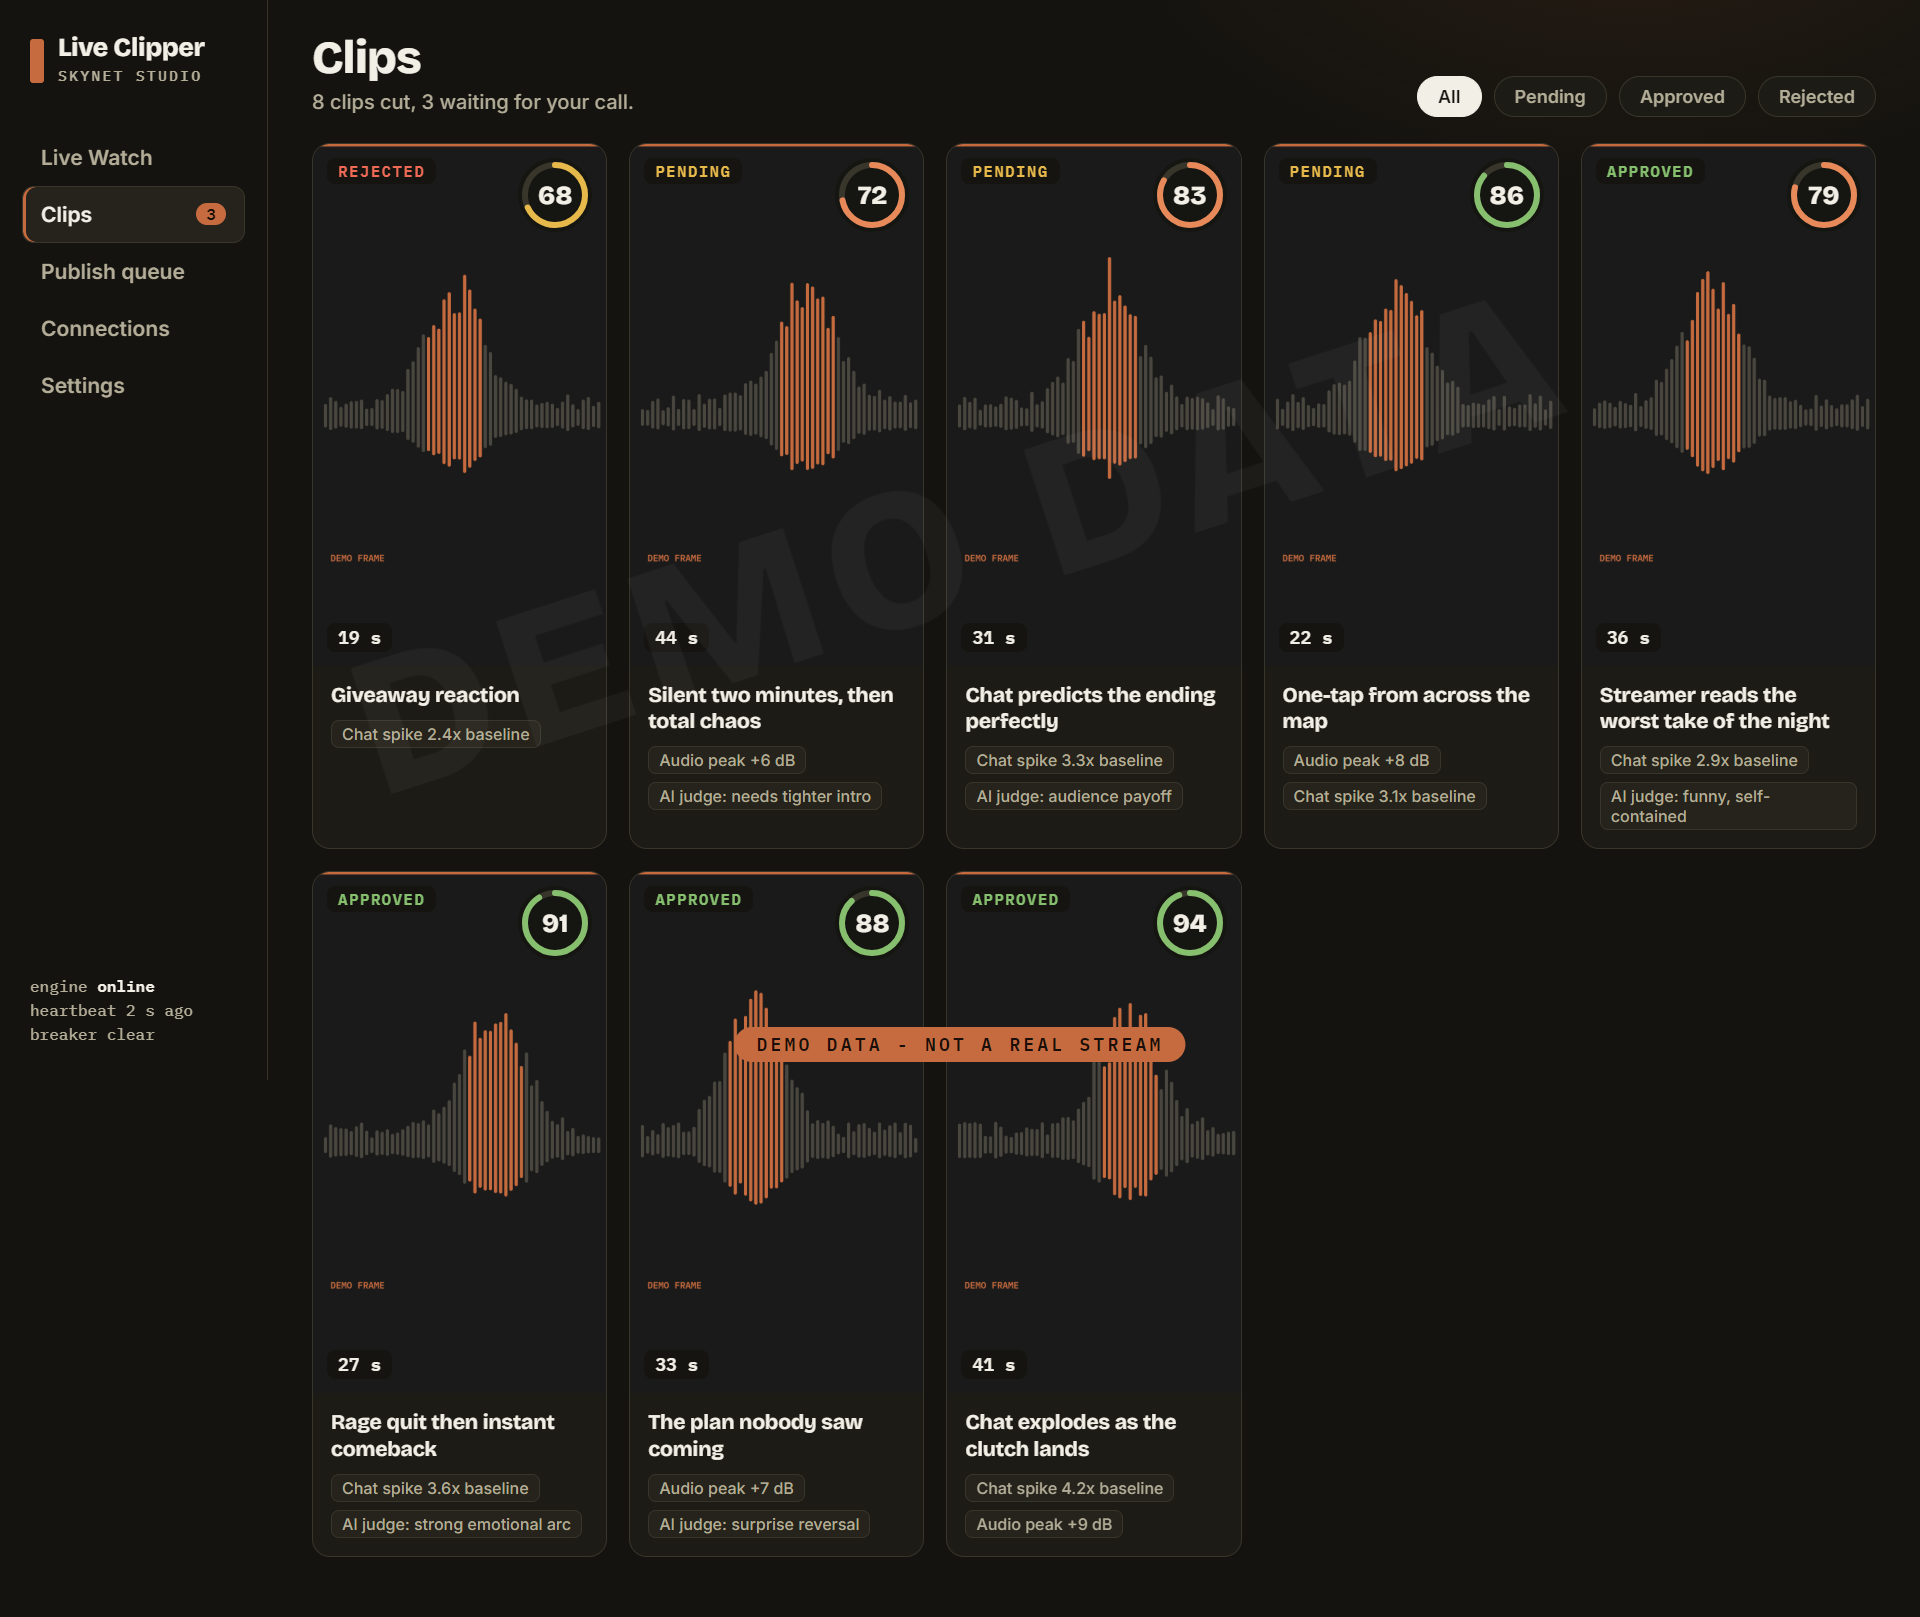 Live Clipper
SKYNET STUDIO
Live Watch
Clips 3
Publish queue
Connections
Settings
engine online
heartbeat 2 s ago
breaker clear
Clips
8 clips cut, 3 waiting for your call.
All Pending Approved Rejected
REJECTED 68
DEMO FRAME
19 s
Giveaway reaction
Chat spike 2.4x baseline
PENDING 72
DEMO FRAME
44 s
Silent two minutes, then
total chaos
Audio peak +6 dB
AI judge: needs tighter intro
PENDING 83
DEMO FRAME
31 s
Chat predicts the ending
perfectly
Chat spike 3.3x baseline
AI judge: audience payoff
PENDING 86
DEMO FRAME
22 s
One-tap from across the
map
Audio peak +8 dB
Chat spike 3.1x baseline
APPROVED 79
DEMO FRAME
36 s
Streamer reads the
worst take of the night
Chat spike 2.9x baseline
AI judge: funny, self-
contained
DEMO DATA
APPROVED 91
DEMO FRAME
27 s
Rage quit then instant
comeback
Chat spike 3.6x baseline
AI judge: strong emotional arc
APPROVED 88
DEMO FRAME
33 s
The plan nobody saw
coming
Audio peak +7 dB
AI judge: surprise reversal
APPROVED 94
DEMO FRAME
41 s
Chat explodes as the
clutch lands
Chat spike 4.2x baseline
Audio peak +9 dB
DEMO DATA - NOT A REAL STREAM